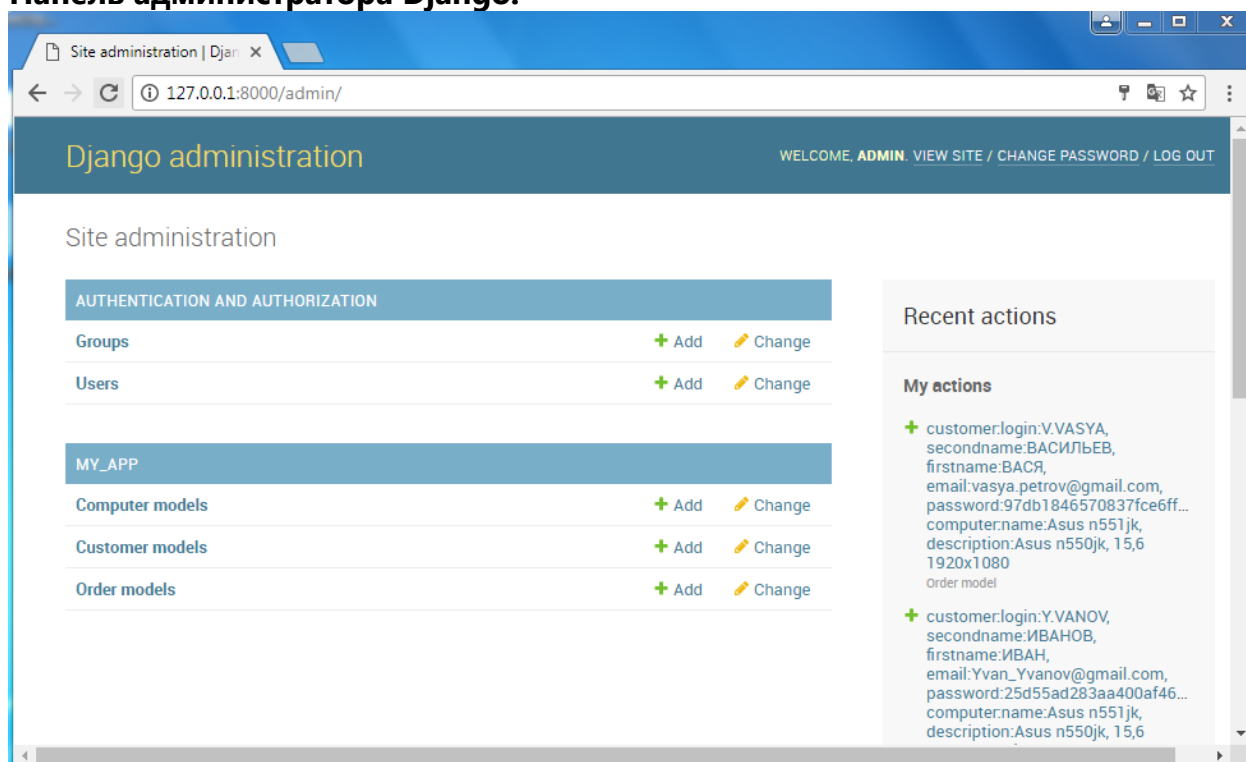 Панель администратора Django.
Site administration | Djan
127.0.0.1:8000/admin/
Django administration
WELCOME, ADMIN. VIEW SITE / CHANGE PASSWORD / LOG OUT
Site administration
AUTHENTICATION AND AUTHORIZATION
Groups Add Change
Users Add Change
MY_APP
Computer models Add Change
Customer models Add Change
Order models Add Change
Recent actions
My actions
customer:login:V.VASYA,
secondname:ВАСИЛЬЕВ,
firstname:ВАСЯ,
email:vasya.petrov@gmail.com,
password:97db1846570837fce6ff...
computer:name:Asus n551jk,
description:Asus n550jk, 15,6
1920x1080
Order model
customer:login:Y.VANOV,
secondname:ИВАНОВ,
firstname:ИВАН,
email:Yvan_Yvanov@gmail.com,
password:25d55ad283aa400af46...
computer:name:Asus n551jk,
description:Asus n550jk, 15,6